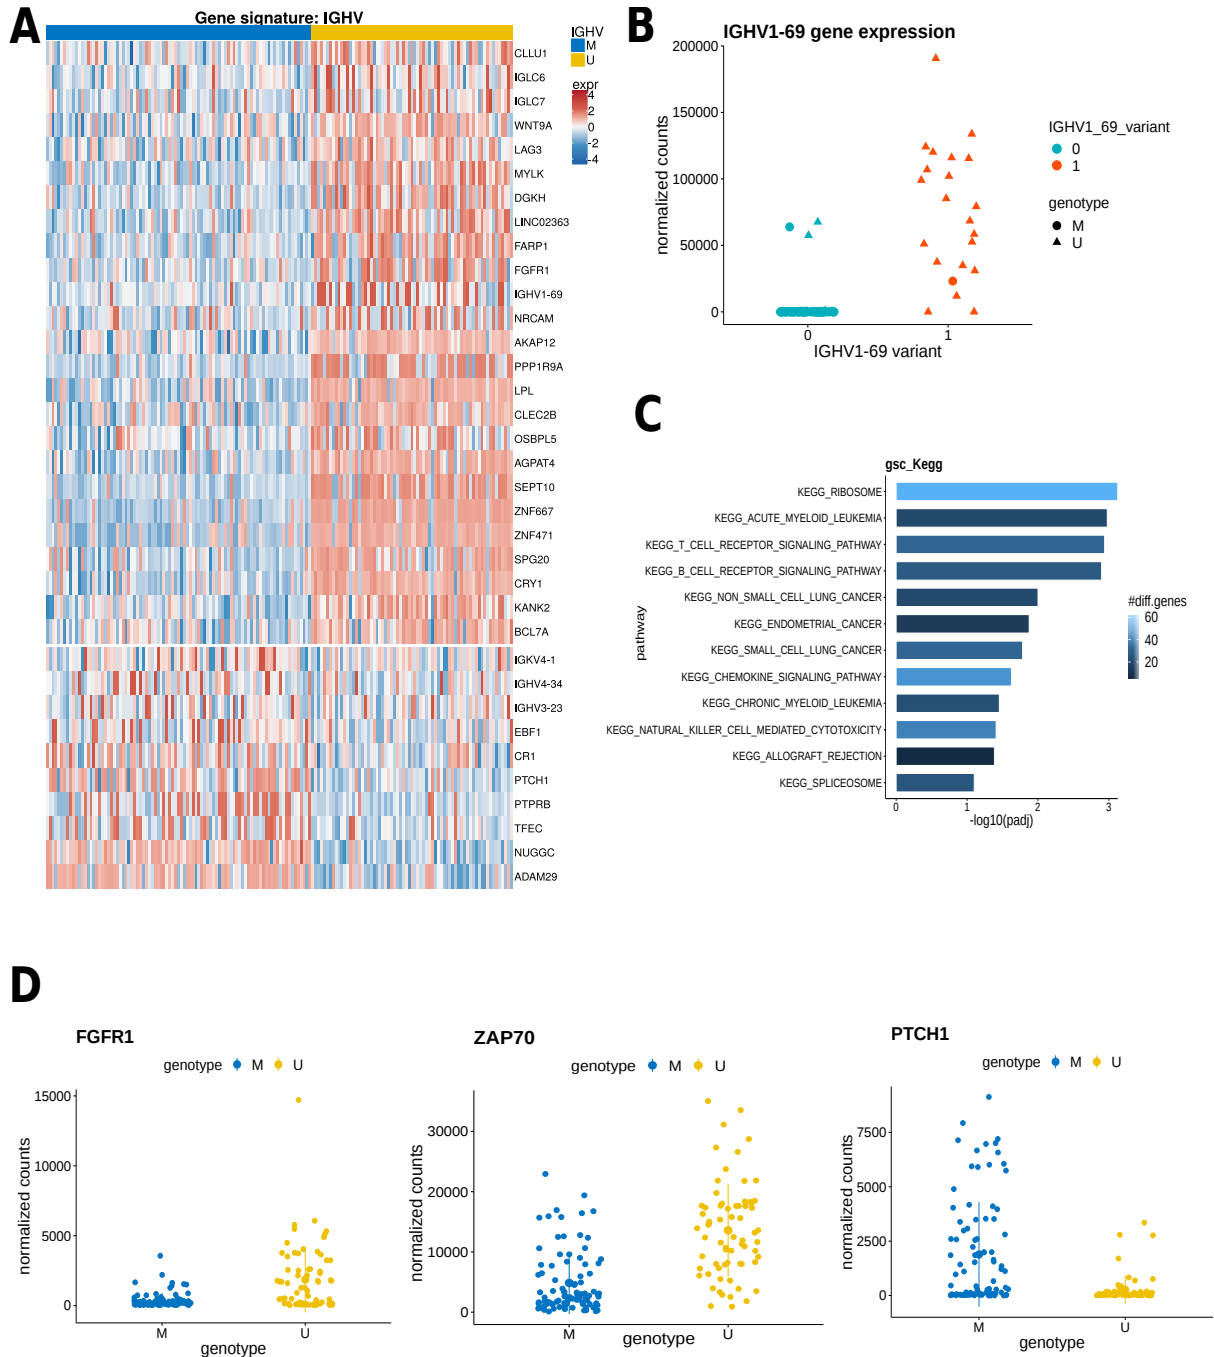 A
Gene signature: IGHV
IGHV
M
U
expr
4
2
0
-2
-4
CLLU1
IGLC6
IGLC7
WNT9A
LAG3
MYLK
DGKH
LINC02363
FARP1
FGFR1
IGHV1-69
NRCAM
AKAP12
PPP1R9A
LPL
CLEC2B
OSBPL5
AGPAT4
SEPT10
ZNF667
ZNF471
SPG20
CRY1
KANK2
BCL7A
IGKV4-1
IGHV4-34
IGHV3-23
EBF1
CR1
PTCH1
PTPRB
TFEC
NUGGC
ADAM29
B
IGHV1-69 gene expression
normalized counts
200000
150000
100000
50000
0
0 1
IGHV1-69 variant
IGHV1_69_variant
0
1
genotype
M
U
C
gsc_Kegg
pathway
KEGG_RIBOSOME
KEGG_ACUTE_MYELOID_LEUKEMIA
KEGG_T_CELL_RECEPTOR_SIGNALING_PATHWAY
KEGG_B_CELL_RECEPTOR_SIGNALING_PATHWAY
KEGG_NON_SMALL_CELL_LUNG_CANCER
KEGG_ENDOMETRIAL_CANCER
KEGG_SMALL_CELL_LUNG_CANCER
KEGG_CHEMOKINE_SIGNALING_PATHWAY
KEGG_CHRONIC_MYELOID_LEUKEMIA
KEGG_NATURAL_KILLER_CELL_MEDIATED_CYTOTOXICITY
KEGG_ALLOGRAFT_REJECTION
KEGG_SPLICEOSOME
0 1 2 3
-log10(padj)
#diff.genes
60
40
20
D
FGFR1
genotype M U
normalized counts
15000
10000
5000
0
M U
genotype
ZAP70
genotype M U
normalized counts
30000
20000
10000
0
M U
genotype
PTCH1
genotype M U
normalized counts
7500
5000
2500
0
M U
genotype